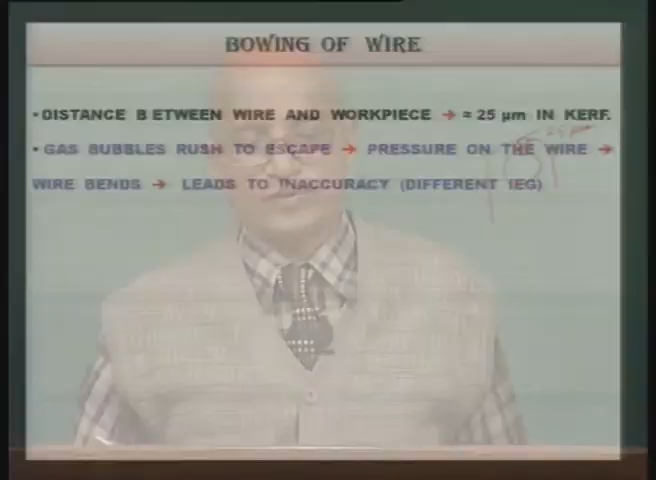 BOWING OF WIRE
• DISTANCE B ETWEEN WIRE AND WORKPIECE → ≈ 25 µm IN KERF.
• GAS BUBBLES RUSH TO ESCAPE → PRESSURE ON THE WIRE →
WIRE BENDS → LEADS TO INACCURACY (DIFFERENT IEG)